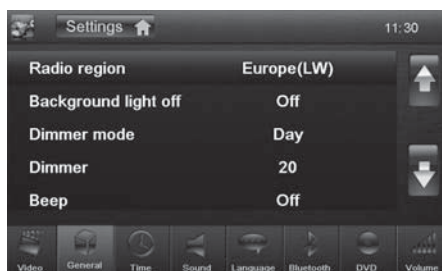 Settings 11:30
Radio region Europe(LW)
Background light off Off
Dimmer mode Day
Dimmer 20
Beep Off
Video General Time Sound Language Bluetooth DVD Volume